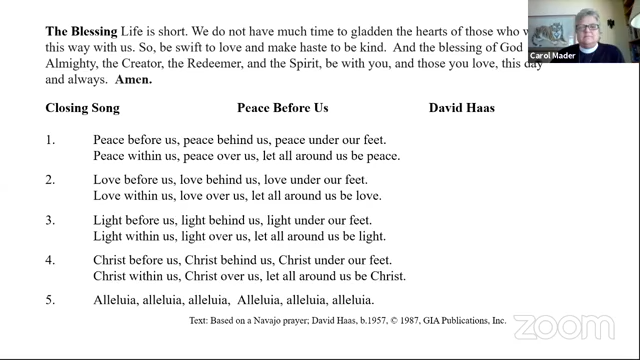 The Blessing Life is short. We do not have much time to gladden the hearts of those who
this way with us. So, be swift to love and make haste to be kind. And the blessing of God
Almighty, the Creator, the Redeemer, and the Spirit, be with you, and those you love, this day
and always. Amen.
Carol Mader
Closing Song Peace Before Us David Haas
1. Peace before us, peace behind us, peace under our feet.
Peace within us, peace over us, let all around us be peace.
2. Love before us, love behind us, love under our feet.
Love within us, love over us, let all around us be love.
3. Light before us, light behind us, light under our feet.
Light within us, light over us, let all around us be light.
4. Christ before us, Christ behind us, Christ under our feet.
Christ within us, Christ over us, let all around us be Christ.
5. Alleluia, alleluia, alleluia, Alleluia, alleluia, alleluia.
Text: Based on a Navajo prayer; David Haas, b.1957, © 1987, GIA Publications, Inc.
zoom